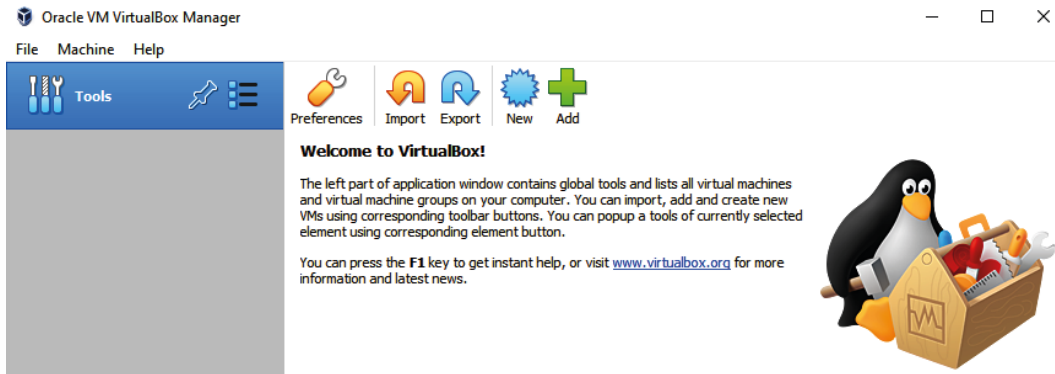 Oracle VM VirtualBox Manager
File Machine Help
Tools
Preferences Import Export New Add
Welcome to VirtualBox!
The left part of application window contains global tools and lists all virtual machines
and virtual machine groups on your computer. You can import, add and create new
VMs using corresponding toolbar buttons. You can popup a tools of currently selected
element using corresponding element button.
You can press the F1 key to get instant help, or visit www.virtualbox.org for more
information and latest news.